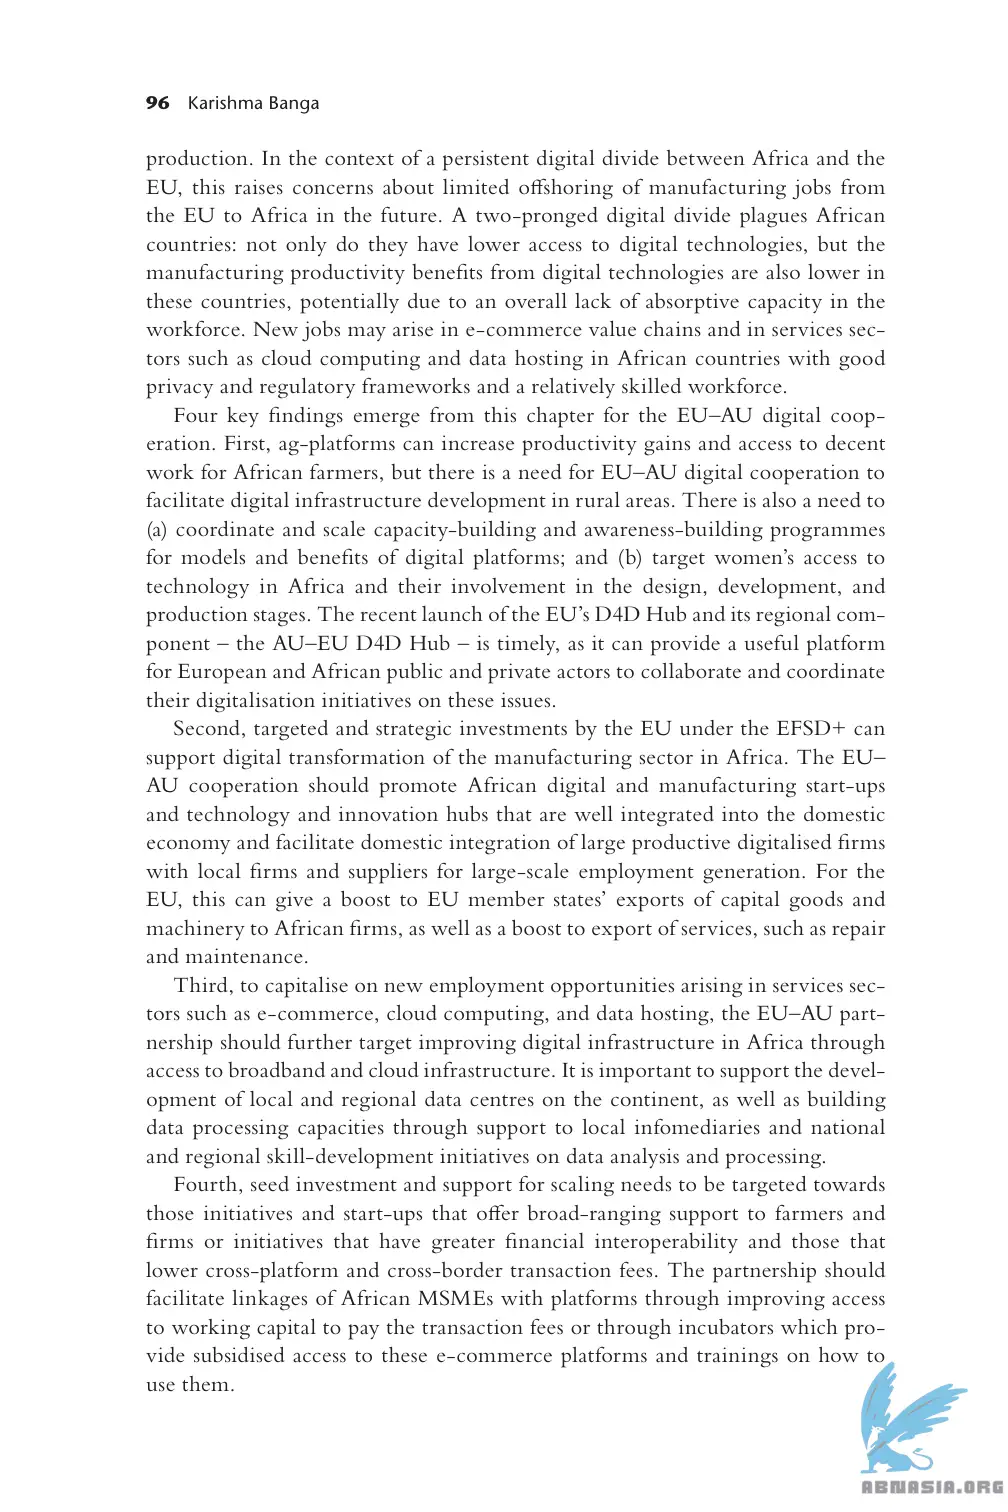 96 Karishma Banga
production. In the context of a persistent digital divide between Africa and the
EU, this raises concerns about limited offshoring of manufacturing jobs from
the EU to Africa in the future. A two-pronged digital divide plagues African
countries: not only do they have lower access to digital technologies, but the
manufacturing productivity benefits from digital technologies are also lower in
these countries, potentially due to an overall lack of absorptive capacity in the
workforce. New jobs may arise in e-commerce value chains and in services sec-
tors such as cloud computing and data hosting in African countries with good
privacy and regulatory frameworks and a relatively skilled workforce.
Four key findings emerge from this chapter for the EU–AU digital coop-
eration. First, ag-platforms can increase productivity gains and access to decent
work for African farmers, but there is a need for EU–AU digital cooperation to
facilitate digital infrastructure development in rural areas. There is also a need to
(a) coordinate and scale capacity-building and awareness-building programmes
for models and benefits of digital platforms; and (b) target women’s access to
technology in Africa and their involvement in the design, development, and
production stages. The recent launch of the EU’s D4D Hub and its regional com-
ponent – the AU–EU D4D Hub – is timely, as it can provide a useful platform
for European and African public and private actors to collaborate and coordinate
their digitalisation initiatives on these issues.
Second, targeted and strategic investments by the EU under the EFSD+ can
support digital transformation of the manufacturing sector in Africa. The EU–
AU cooperation should promote African digital and manufacturing start-ups
and technology and innovation hubs that are well integrated into the domestic
economy and facilitate domestic integration of large productive digitalised firms
with local firms and suppliers for large-scale employment generation. For the
EU, this can give a boost to EU member states’ exports of capital goods and
machinery to African firms, as well as a boost to export of services, such as repair
and maintenance.
Third, to capitalise on new employment opportunities arising in services sec-
tors such as e-commerce, cloud computing, and data hosting, the EU–AU part-
nership should further target improving digital infrastructure in Africa through
access to broadband and cloud infrastructure. It is important to support the devel-
opment of local and regional data centres on the continent, as well as building
data processing capacities through support to local infomediaries and national
and regional skill-development initiatives on data analysis and processing.
Fourth, seed investment and support for scaling needs to be targeted towards
those initiatives and start-ups that offer broad-ranging support to farmers and
firms or initiatives that have greater financial interoperability and those that
lower cross-platform and cross-border transaction fees. The partnership should
facilitate linkages of African MSMEs with platforms through improving access
to working capital to pay the transaction fees or through incubators which pro-
vide subsidised access to these e-commerce platforms and trainings on how to
use them.
ABNASIA.ORG